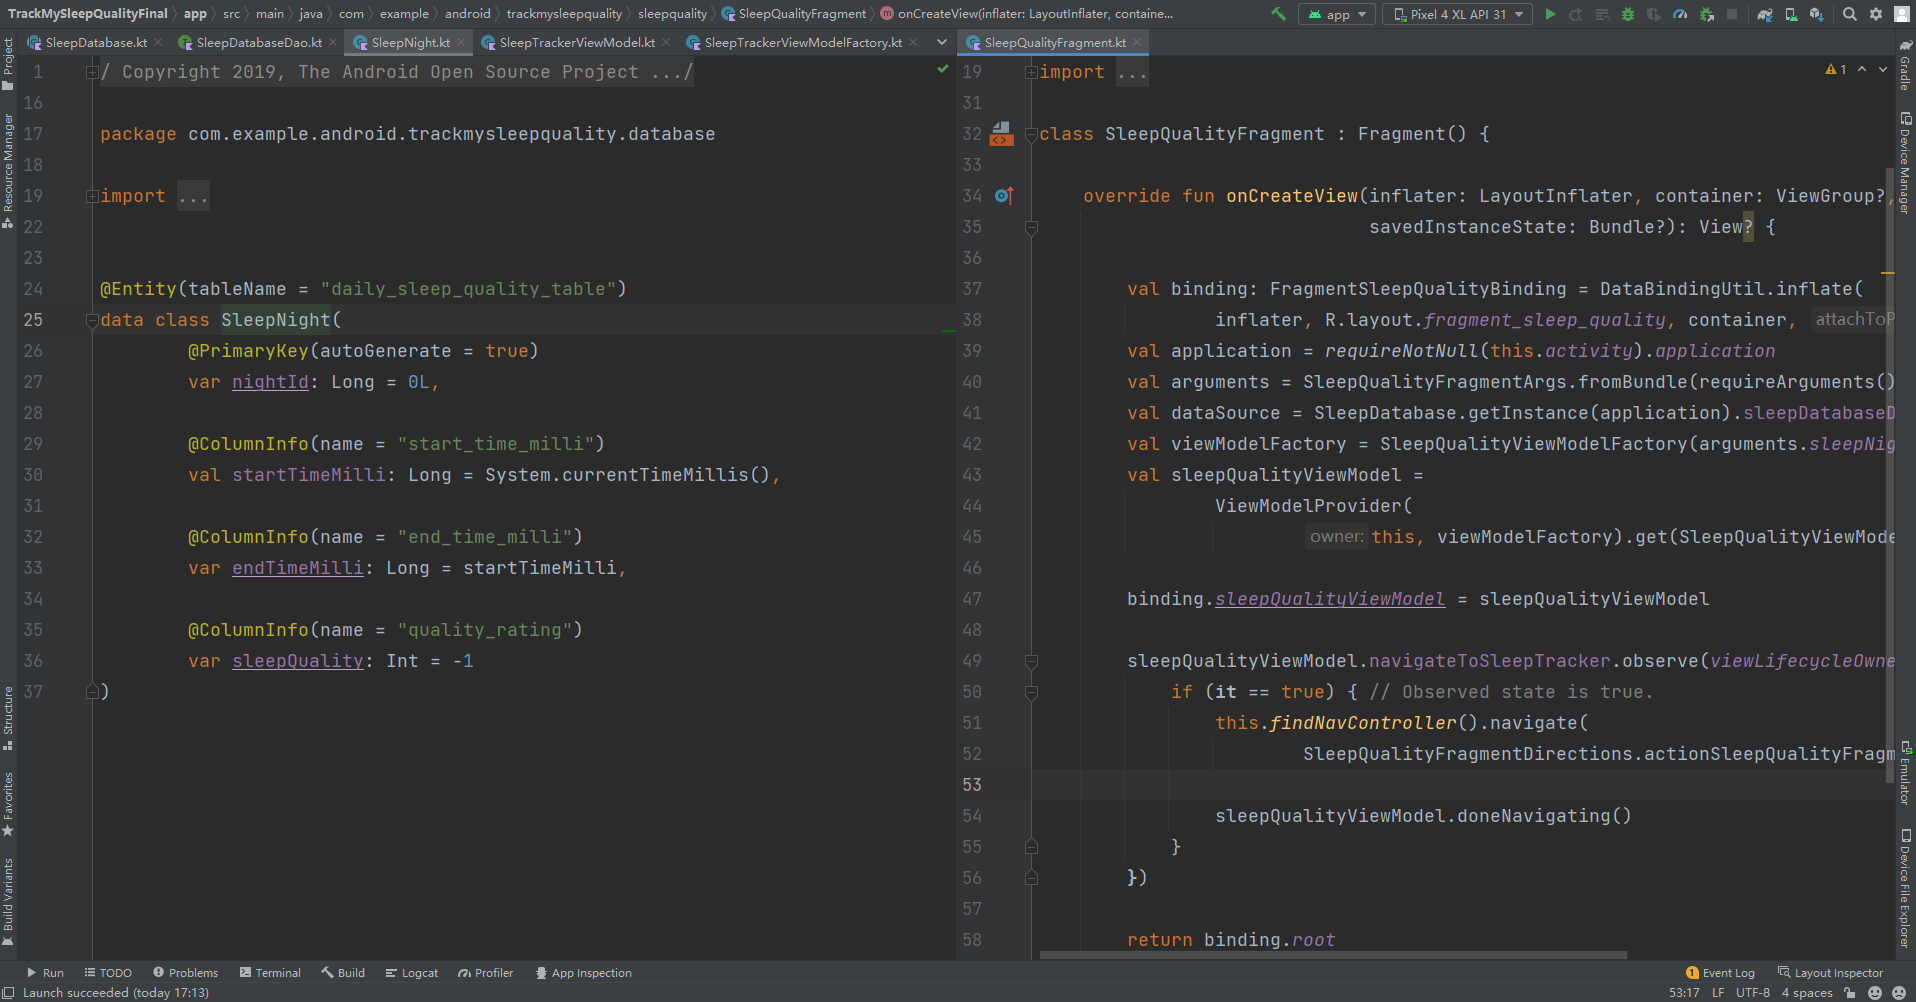 TrackMySleepQualityFinal › app › src › main › java › com › example › android › trackmysleepquality › sleepquality › SleepQualityFragment › onCreateView(inflater: LayoutInflater, containe...
app
Pixel 4 XL API 31
SleepDatabase.kt
SleepDatabaseDao.kt
SleepNight.kt
SleepTrackerViewModel.kt
SleepTrackerViewModelFactory.kt
SleepQualityFragment.kt
Project
Resource Manager
Structure
Favorites
Build Variants
1 / Copyright 2019, The Android Open Source Project .../
16
17 package com.example.android.trackmysleepquality.database
18
19 import ...
22
23
24 @Entity(tableName = "daily_sleep_quality_table")
25 data class SleepNight(
26 @PrimaryKey(autoGenerate = true)
27 var nightId: Long = 0L,
28
29 @ColumnInfo(name = "start_time_milli")
30 val startTimeMilli: Long = System.currentTimeMillis(),
31
32 @ColumnInfo(name = "end_time_milli")
33 var endTimeMilli: Long = startTimeMilli,
34
35 @ColumnInfo(name = "quality_rating")
36 var sleepQuality: Int = -1
37 )
1
19 import ...
31
32 class SleepQualityFragment : Fragment() {
33
34 override fun onCreateView(inflater: LayoutInflater, container: ViewGroup?,
35 savedInstanceState: Bundle?): View? {
36
37 val binding: FragmentSleepQualityBinding = DataBindingUtil.inflate(
38 inflater, R.layout.fragment_sleep_quality, container, attachToP
39 val application = requireNotNull(this.activity).application
40 val arguments = SleepQualityFragmentArgs.fromBundle(requireArguments()
41 val dataSource = SleepDatabase.getInstance(application).sleepDatabaseD
42 val viewModelFactory = SleepQualityViewModelFactory(arguments.sleepNig
43 val sleepQualityViewModel =
44 ViewModelProvider(
45 owner: this, viewModelFactory).get(SleepQualityViewMode
46
47 binding.sleepQualityViewModel = sleepQualityViewModel
48
49 sleepQualityViewModel.navigateToSleepTracker.observe(viewLifecycleOwne
50 if (it == true) { // Observed state is true.
51 this.findNavController().navigate(
52 SleepQualityFragmentDirections.actionSleepQualityFragm
53
54 sleepQualityViewModel.doneNavigating()
55 }
56 })
57
58 return binding.root
Gradle
Device Manager
Emulator
Device File Explorer
Run
TODO
Problems
Terminal
Build
Logcat
Profiler
App Inspection
1 Event Log
Layout Inspector
Launch succeeded (today 17:13)
53:17 LF UTF-8 4 spaces